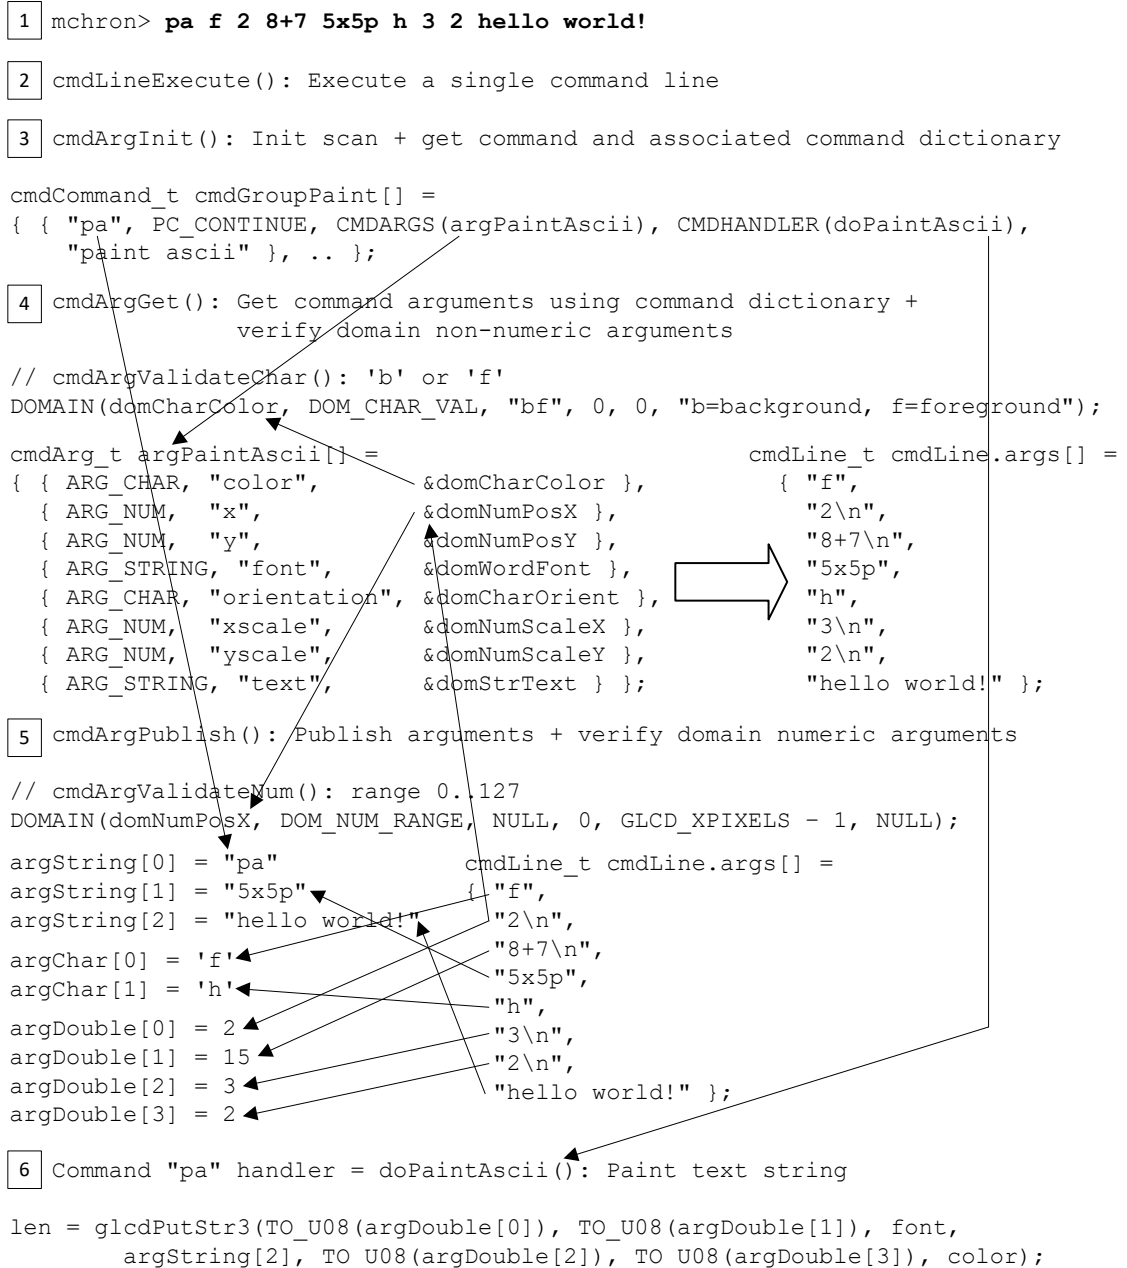 1 mchron> pa f 2 8+7 5x5p h 3 2 hello world!
2 cmdLineExecute(): Execute a single command line
3 cmdArgInit(): Init scan + get command and associated command dictionary
cmdCommand_t cmdGroupPaint[] =
{ { "pa", PC_CONTINUE, CMDARGS(argPaintAscii), CMDHANDLER(doPaintAscii),
"paint ascii" }, .. };
4 cmdArgGet(): Get command arguments using command dictionary +
verify domain non-numeric arguments
// cmdArgValidateChar(): 'b' or 'f'
DOMAIN(domCharColor, DOM_CHAR_VAL, "bf", 0, 0, "b=background, f=foreground");
cmdArg_t argPaintAscii[] =
{ { ARG_CHAR, "color", &domCharColor },
{ ARG_NUM, "x", &domNumPosX },
{ ARG_NUM, "y", &domNumPosY },
{ ARG_STRING, "font", &domWordFont },
{ ARG_CHAR, "orientation", &domCharOrient },
{ ARG_NUM, "xscale", &domNumScaleX },
{ ARG_NUM, "yscale", &domNumScaleY },
{ ARG_STRING, "text", &domStrText } };
cmdLine_t cmdLine.args[] =
{ "f",
"2\n",
"8+7\n",
"5x5p",
"h",
"3\n",
"2\n",
"hello world!" };
5 cmdArgPublish(): Publish arguments + verify domain numeric arguments
// cmdArgValidateNum(): range 0..127
DOMAIN(domNumPosX, DOM_NUM_RANGE, NULL, 0, GLCD_XPIXELS – 1, NULL);
argString[0] = "pa"
argString[1] = "5x5p"
argString[2] = "hello world!"
argChar[0] = 'f'
argChar[1] = 'h'
argDouble[0] = 2
argDouble[1] = 15
argDouble[2] = 3
argDouble[3] = 2
cmdLine_t cmdLine.args[] =
{ "f",
"2\n",
"8+7\n",
"5x5p",
"h",
"3\n",
"2\n",
"hello world!" };
6 Command "pa" handler = doPaintAscii(): Paint text string
len = glcdPutStr3(TO_U08(argDouble[0]), TO_U08(argDouble[1]), font,
argString[2], TO_U08(argDouble[2]), TO_U08(argDouble[3]), color);